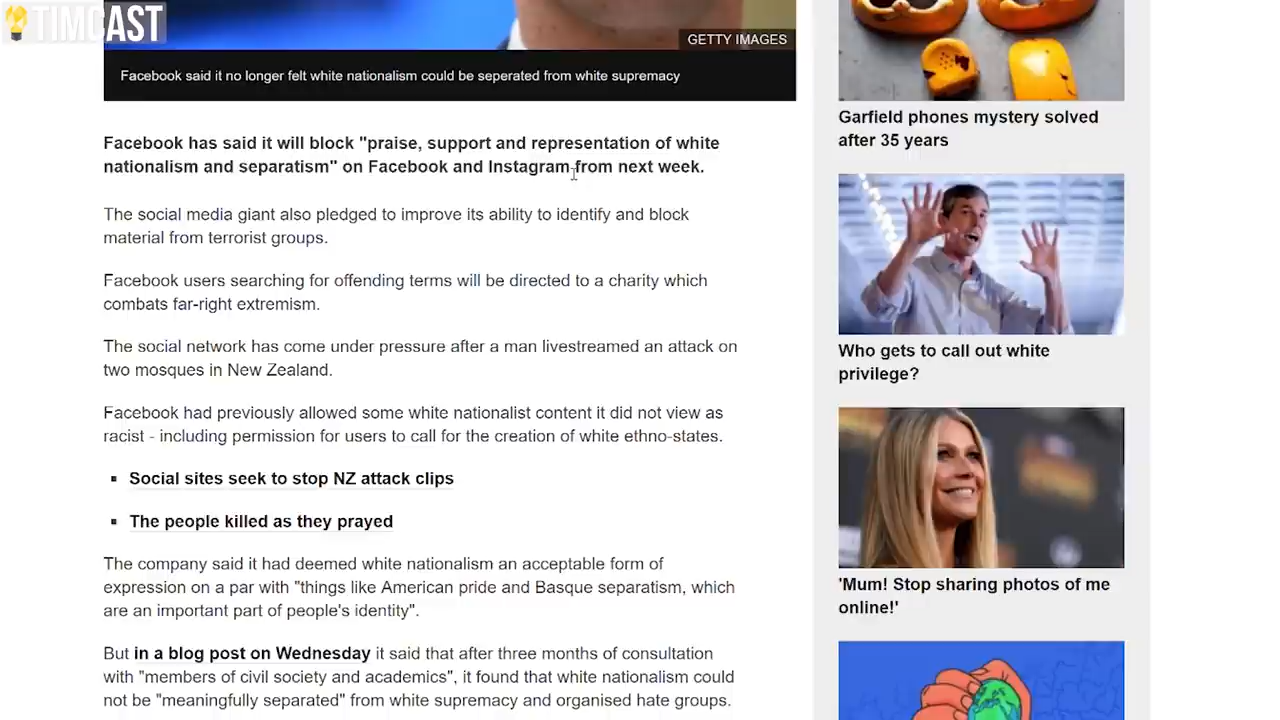 TIMCAST
GETTY IMAGES
Facebook said it no longer felt white nationalism could be seperated from white supremacy
Facebook has said it will block "praise, support and representation of white
nationalism and separatism" on Facebook and Instagram from next week.
The social media giant also pledged to improve its ability to identify and block
material from terrorist groups.
Facebook users searching for offending terms will be directed to a charity which
combats far-right extremism.
The social network has come under pressure after a man livestreamed an attack on
two mosques in New Zealand.
Facebook had previously allowed some white nationalist content it did not view as
racist - including permission for users to call for the creation of white ethno-states.
Social sites seek to stop NZ attack clips
The people killed as they prayed
The company said it had deemed white nationalism an acceptable form of
expression on a par with "things like American pride and Basque separatism, which
are an important part of people's identity".
But in a blog post on Wednesday it said that after three months of consultation
with "members of civil society and academics", it found that white nationalism could
not be "meaningfully separated" from white supremacy and organised hate groups.
Garfield phones mystery solved
after 35 years
Who gets to call out white
privilege?
'Mum! Stop sharing photos of me
online!'